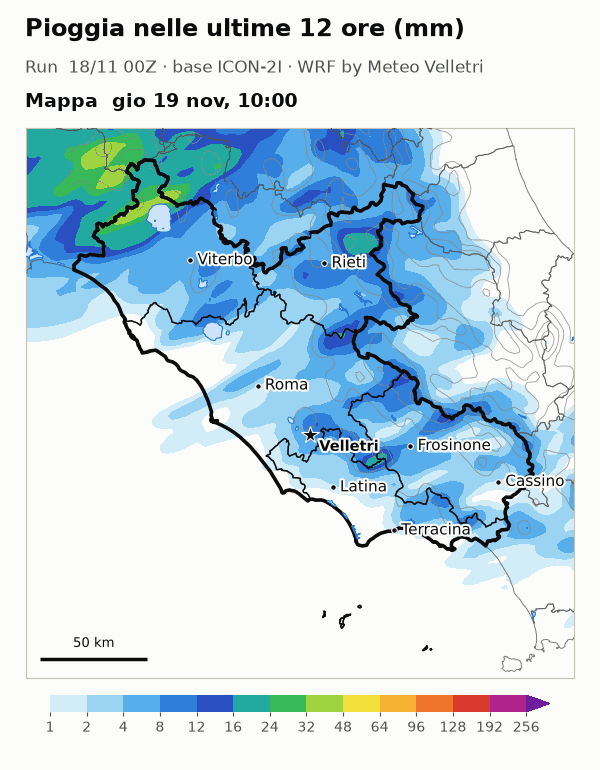 Pioggia nelle ultime 12 ore (mm)
Run  18/11 00Z · base ICON-2I · WRF by Meteo Velletri
Mappa  gio 19 nov, 10:00
Viterbo
Rieti
Roma
Velletri
Frosinone
Latina
Cassino
Terracina
50 km
1 2 4 8 12 16 24 32 48 64 96 128 192 256